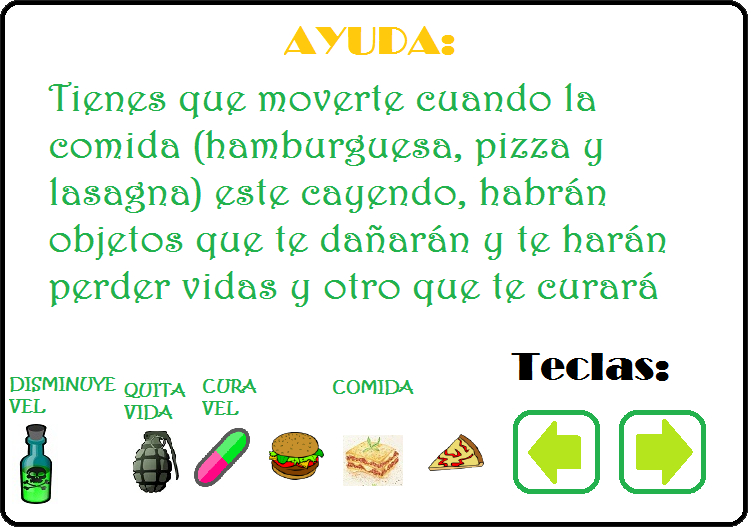 AYUDA:
Tienes que moverte cuando la
comida (hamburguesa, pizza y
lasagna) este cayendo, habrán
objetos que te dañarán y te harán
perder vidas y otro que te curará
Teclas:
DISMINUYE
VEL
QUITA
VIDA
CURA
VEL
COMIDA